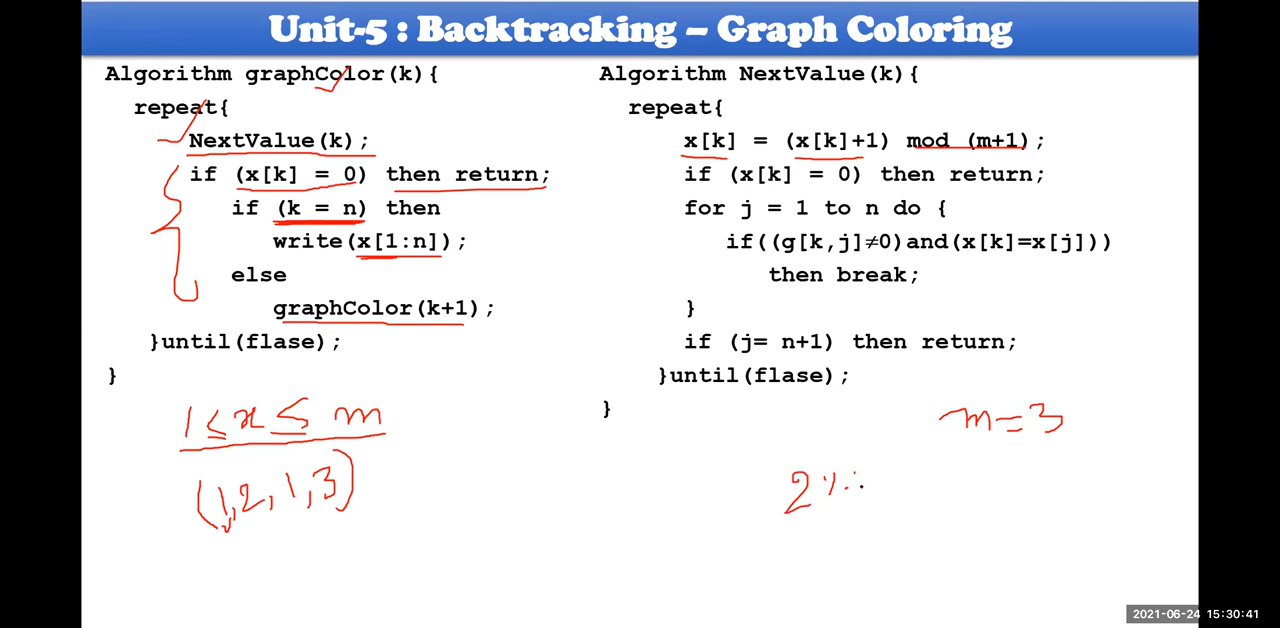 Unit-5 : Backtracking – Graph Coloring
Algorithm graphColor(k){
repeat{
NextValue(k);
if (x[k] = 0) then return;
if (k = n) then
write(x[1:n]);
else
graphColor(k+1);
}until(flase);
}
1 ≤ x ≤ m
(1,2,1,3)
Algorithm NextValue(k){
repeat{
x[k] = (x[k]+1) mod (m+1);
if (x[k] = 0) then return;
for j = 1 to n do {
if((g[k,j]≠0)and(x[k]=x[j]))
then break;
}
if (j= n+1) then return;
}until(flase);
}
m=3
2 %
2021-06-24 15:30:41